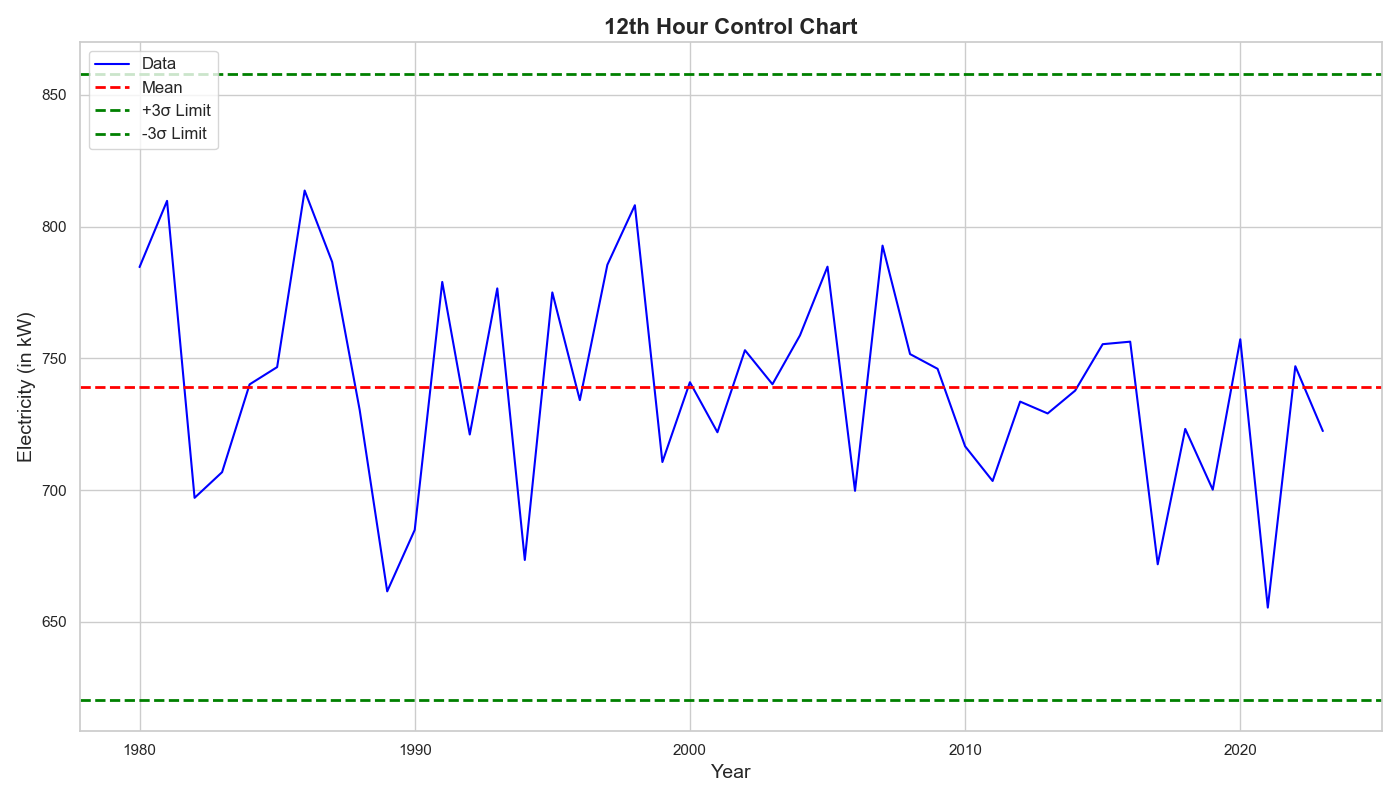 12th Hour Control Chart
Data
Mean
+3σ Limit
-3σ Limit
Electricity (in kW)
850
800
750
700
650
1980
1990
2000
2010
2020
Year